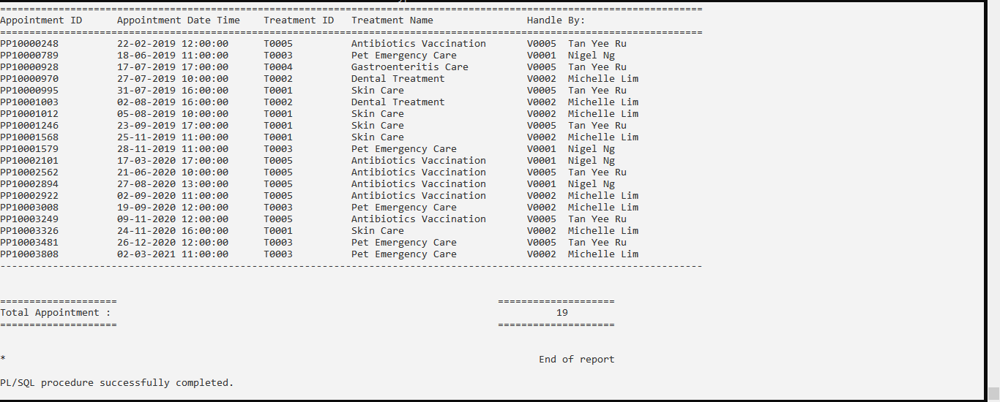 ========================================================================================================================
Appointment ID      Appointment Date Time    Treatment ID   Treatment Name                Handle By:
========================================================================================================================
PP10000248          22-02-2019 12:00:00      T0005          Antibiotics Vaccination       V0005  Tan Yee Ru
PP10000789          18-06-2019 11:00:00      T0003          Pet Emergency Care            V0001  Nigel Ng
PP10000928          17-07-2019 17:00:00      T0004          Gastroenteritis Care          V0005  Tan Yee Ru
PP10000970          27-07-2019 10:00:00      T0002          Dental Treatment              V0002  Michelle Lim
PP10000995          31-07-2019 16:00:00      T0001          Skin Care                     V0005  Tan Yee Ru
PP10001003          02-08-2019 16:00:00      T0002          Dental Treatment              V0002  Michelle Lim
PP10001012          05-08-2019 10:00:00      T0001          Skin Care                     V0002  Michelle Lim
PP10001246          23-09-2019 17:00:00      T0001          Skin Care                     V0005  Tan Yee Ru
PP10001568          25-11-2019 11:00:00      T0001          Skin Care                     V0002  Michelle Lim
PP10001579          28-11-2019 11:00:00      T0003          Pet Emergency Care            V0001  Nigel Ng
PP10002101          17-03-2020 17:00:00      T0005          Antibiotics Vaccination       V0001  Nigel Ng
PP10002562          21-06-2020 10:00:00      T0005          Antibiotics Vaccination       V0005  Tan Yee Ru
PP10002894          27-08-2020 13:00:00      T0005          Antibiotics Vaccination       V0001  Nigel Ng
PP10002922          02-09-2020 11:00:00      T0005          Antibiotics Vaccination       V0002  Michelle Lim
PP10003008          19-09-2020 12:00:00      T0003          Pet Emergency Care            V0002  Michelle Lim
PP10003249          09-11-2020 12:00:00      T0005          Antibiotics Vaccination       V0005  Tan Yee Ru
PP10003326          24-11-2020 16:00:00      T0001          Skin Care                     V0002  Michelle Lim
PP10003481          26-12-2020 12:00:00      T0003          Pet Emergency Care            V0005  Tan Yee Ru
PP10003808          02-03-2021 11:00:00      T0003          Pet Emergency Care            V0002  Michelle Lim
------------------------------------------------------------------------------------------------------------------------
====================                                                                 ====================
Total Appointment :                                                                            19
====================                                                                 ====================
*                                                                                           End of report
PL/SQL procedure successfully completed.